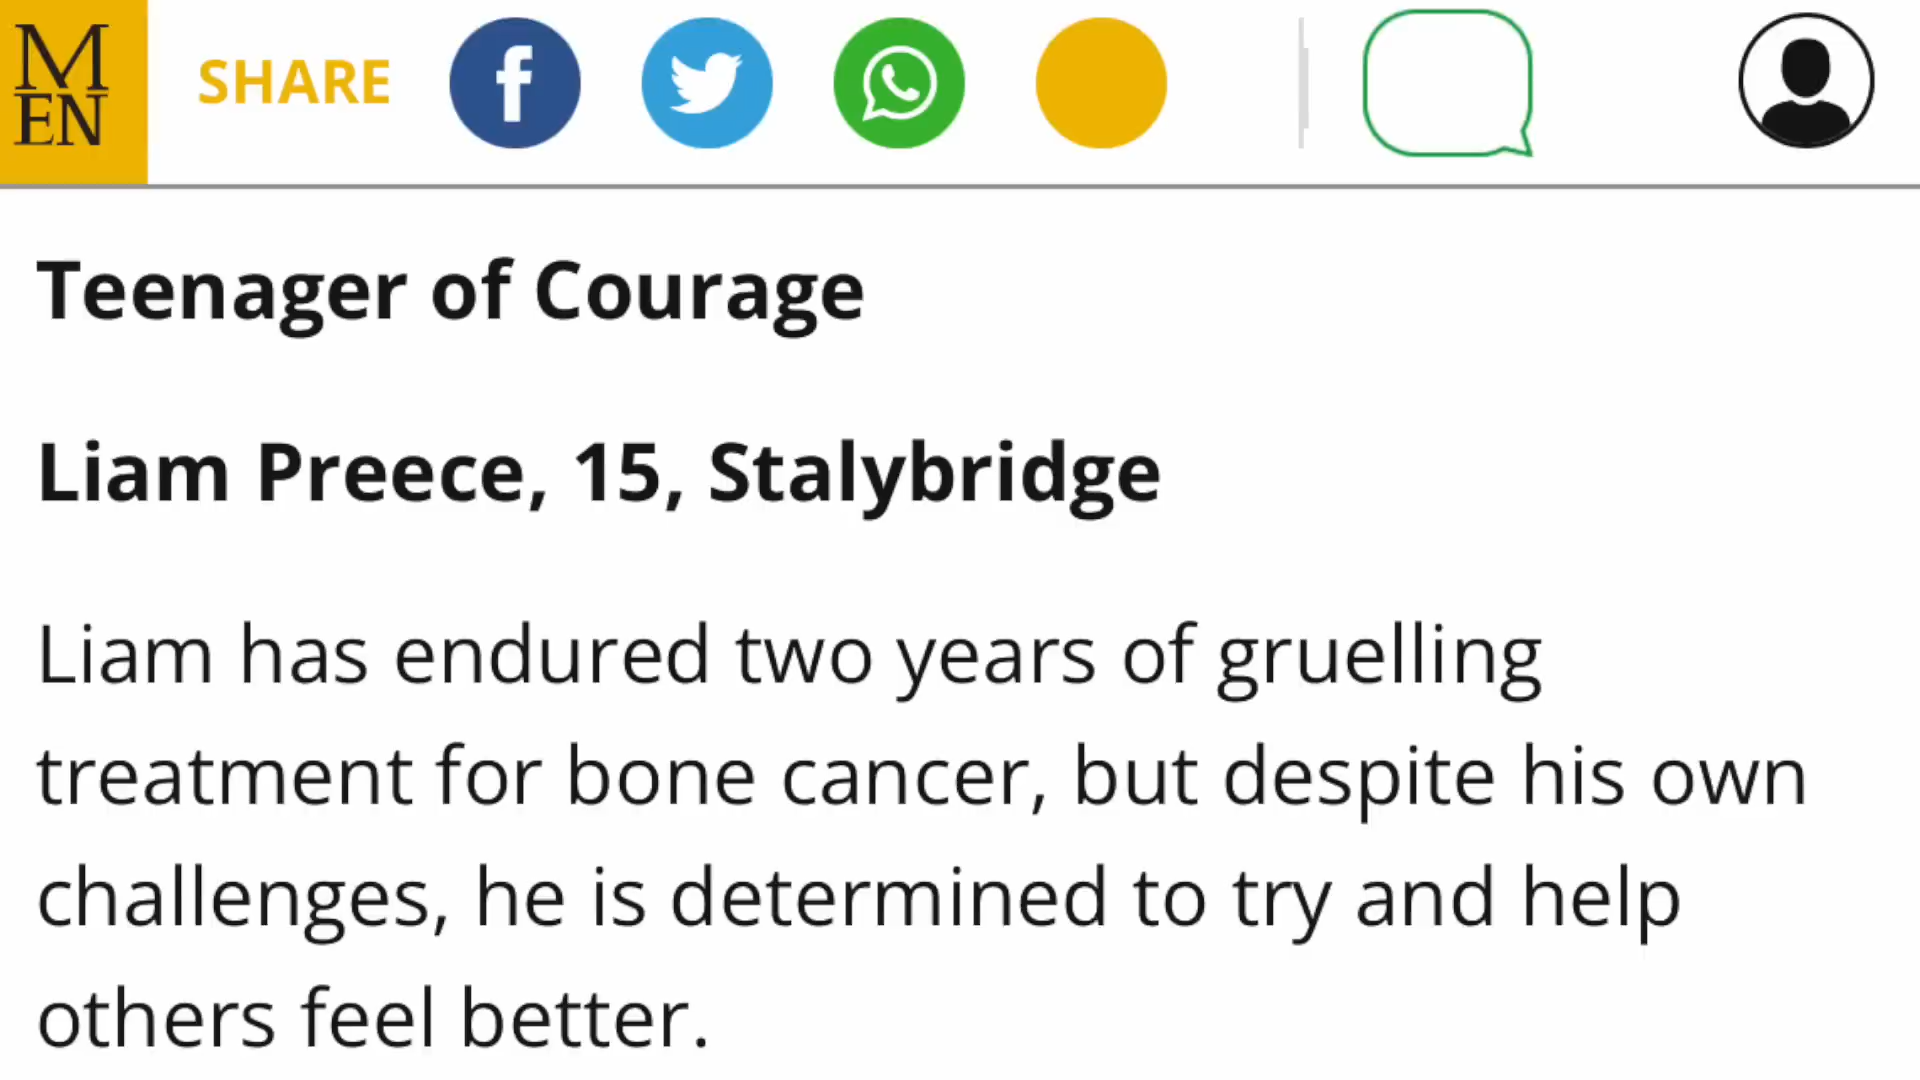 M
EN
SHARE
Teenager of Courage
Liam Preece, 15, Stalybridge
Liam has endured two years of gruelling
treatment for bone cancer, but despite his own
challenges, he is determined to try and help
others feel better.